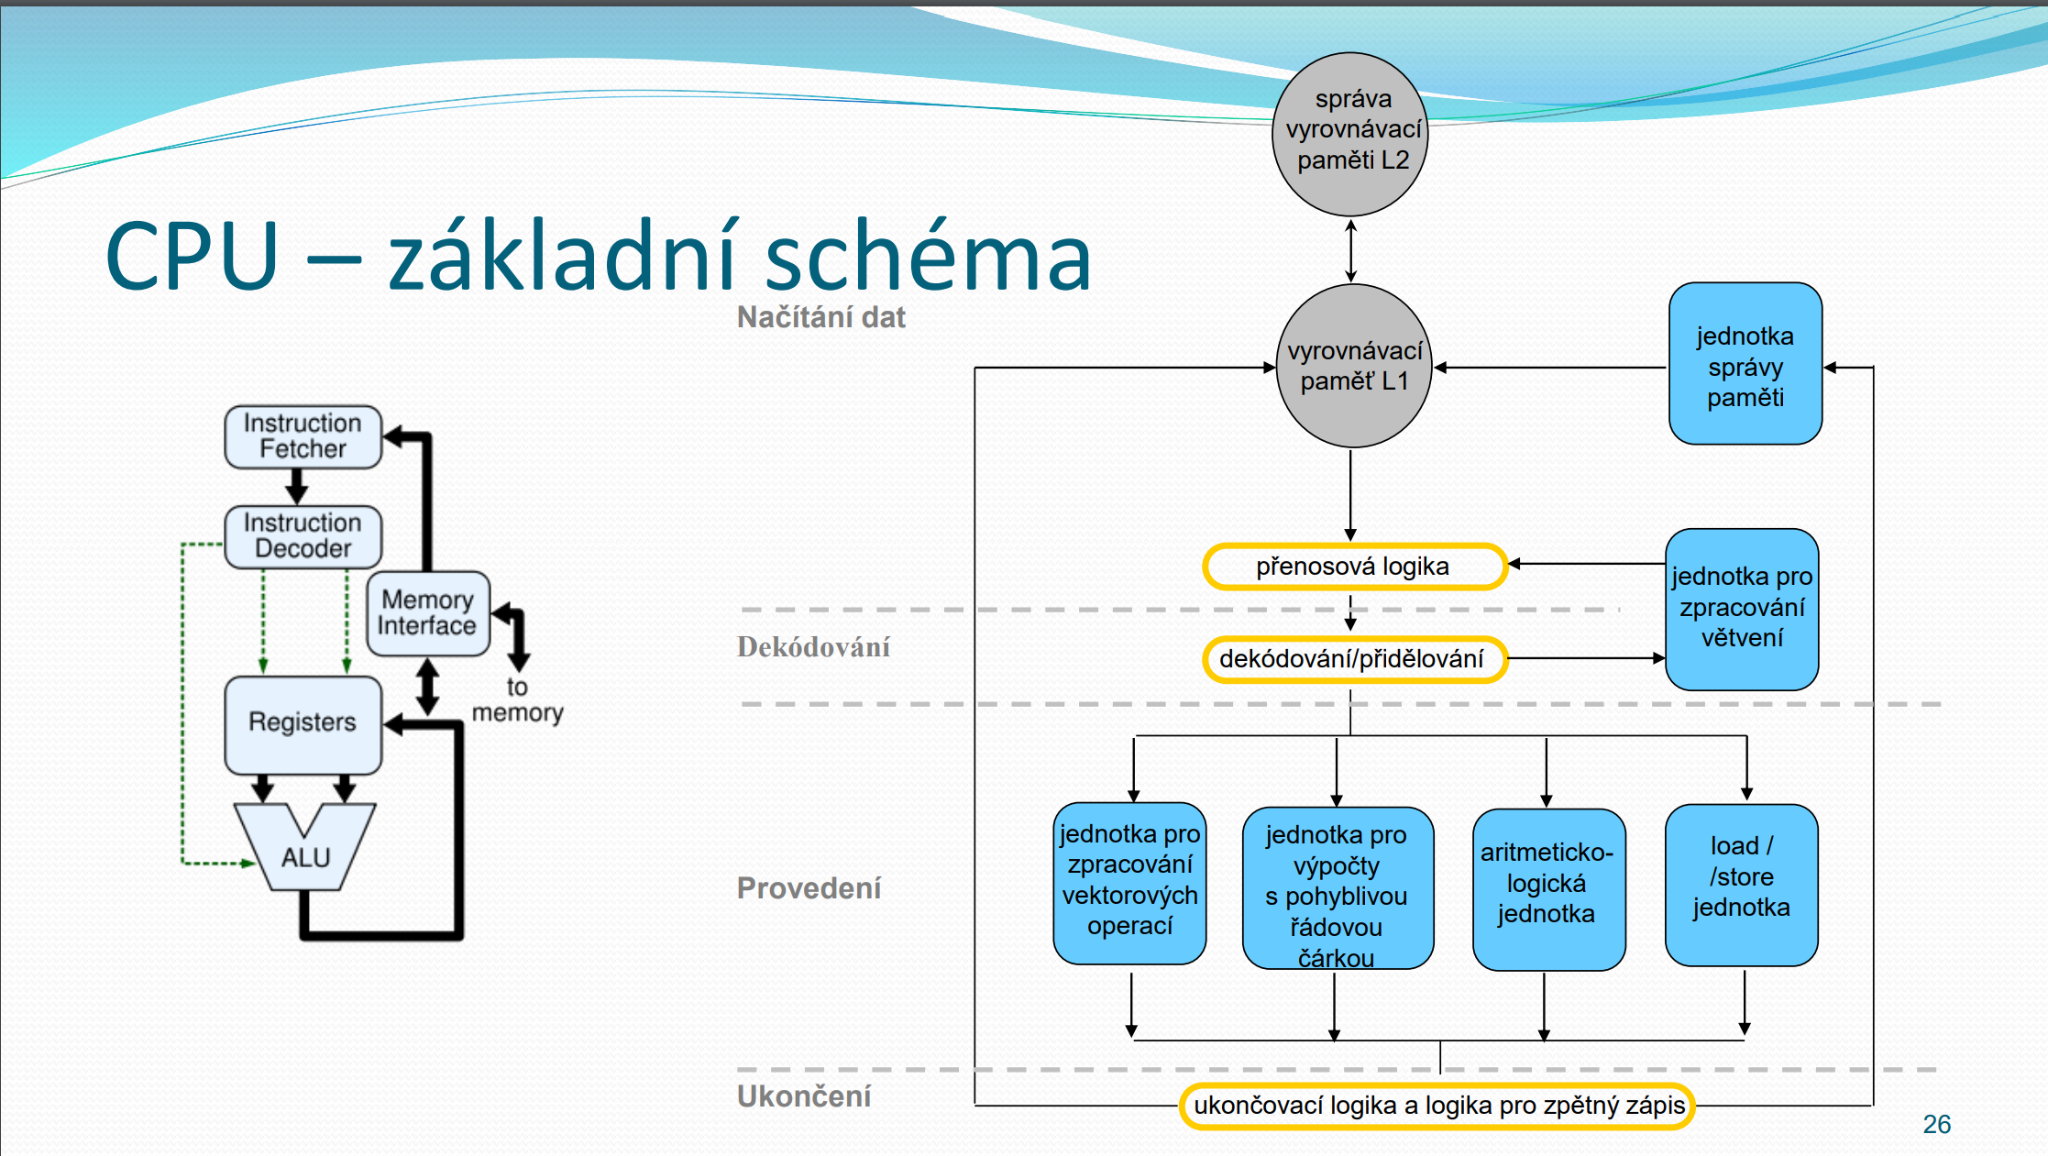 CPU – základní schéma
Instruction
Fetcher
Instruction
Decoder
Memory
Interface
to
memory
Registers
ALU
správa
vyrovnávací
paměti L2
Načítání dat
vyrovnávací
paměť L1
jednotka
správy
paměti
přenosová logika
jednotka pro
zpracování
větvení
Dekódování
dekódování/přidělování
Provedení
jednotka pro
zpracování
vektorových
operací
jednotka pro
výpočty
s pohyblivou
řádovou
čárkou
aritmeticko-
logická
jednotka
load /
/store
jednotka
Ukončení
ukončovací logika a logika pro zpětný zápis
26